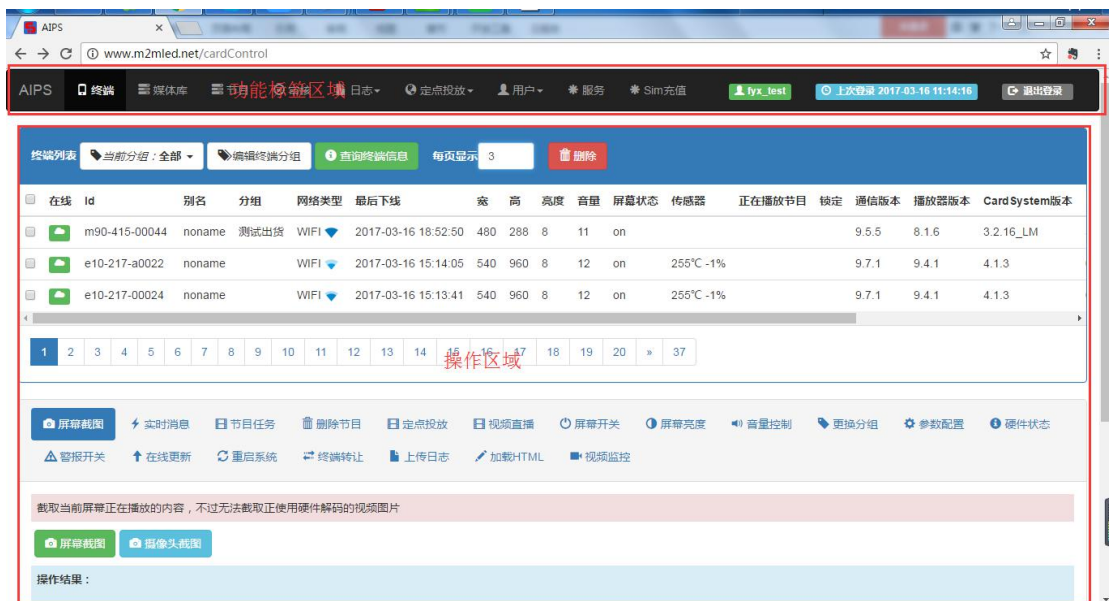 AIPS
www.m2mled.net/cardControl
AIPS 终端 媒体库 节目 审核 日志 定点投放 用户 服务 Sim充值 lyx_test 上次登录 2017-03-16 11:14:16 退出登录
功能标签区域
终端列表 当前分组：全部 编辑终端分组 查询终端信息 每页显示 3 删除
在线 Id 别名 分组 网络类型 最后下线 宽 高 亮度 音量 屏幕状态 传感器 正在播放节目 锁定 通信版本 播放器版本 CardSystem版本
m90-415-00044 noname 测试出货 WIFI 2017-03-16 18:52:50 480 288 8 11 on 9.5.5 8.1.6 3.2.16_LM
e10-217-a0022 noname WIFI 2017-03-16 15:14:05 540 960 8 12 on 255℃ -1% 9.7.1 9.4.1 4.1.3
e10-217-00024 noname WIFI 2017-03-16 15:13:41 540 960 8 12 on 255℃ -1% 9.7.1 9.4.1 4.1.3
1 2 3 4 5 6 7 8 9 10 11 12 13 14 15 16 17 18 19 20 » 37
操作区域
屏幕截图 实时消息 节目任务 删除节目 定点投放 视频直播 屏幕开关 屏幕亮度 音量控制 更换分组 参数配置 硬件状态
警报开关 在线更新 重启系统 终端转让 上传日志 加载HTML 视频监控
截取当前屏幕正在播放的内容，不过无法截取正使用硬件解码的视频图片
屏幕截图 摄像头截图
操作结果：